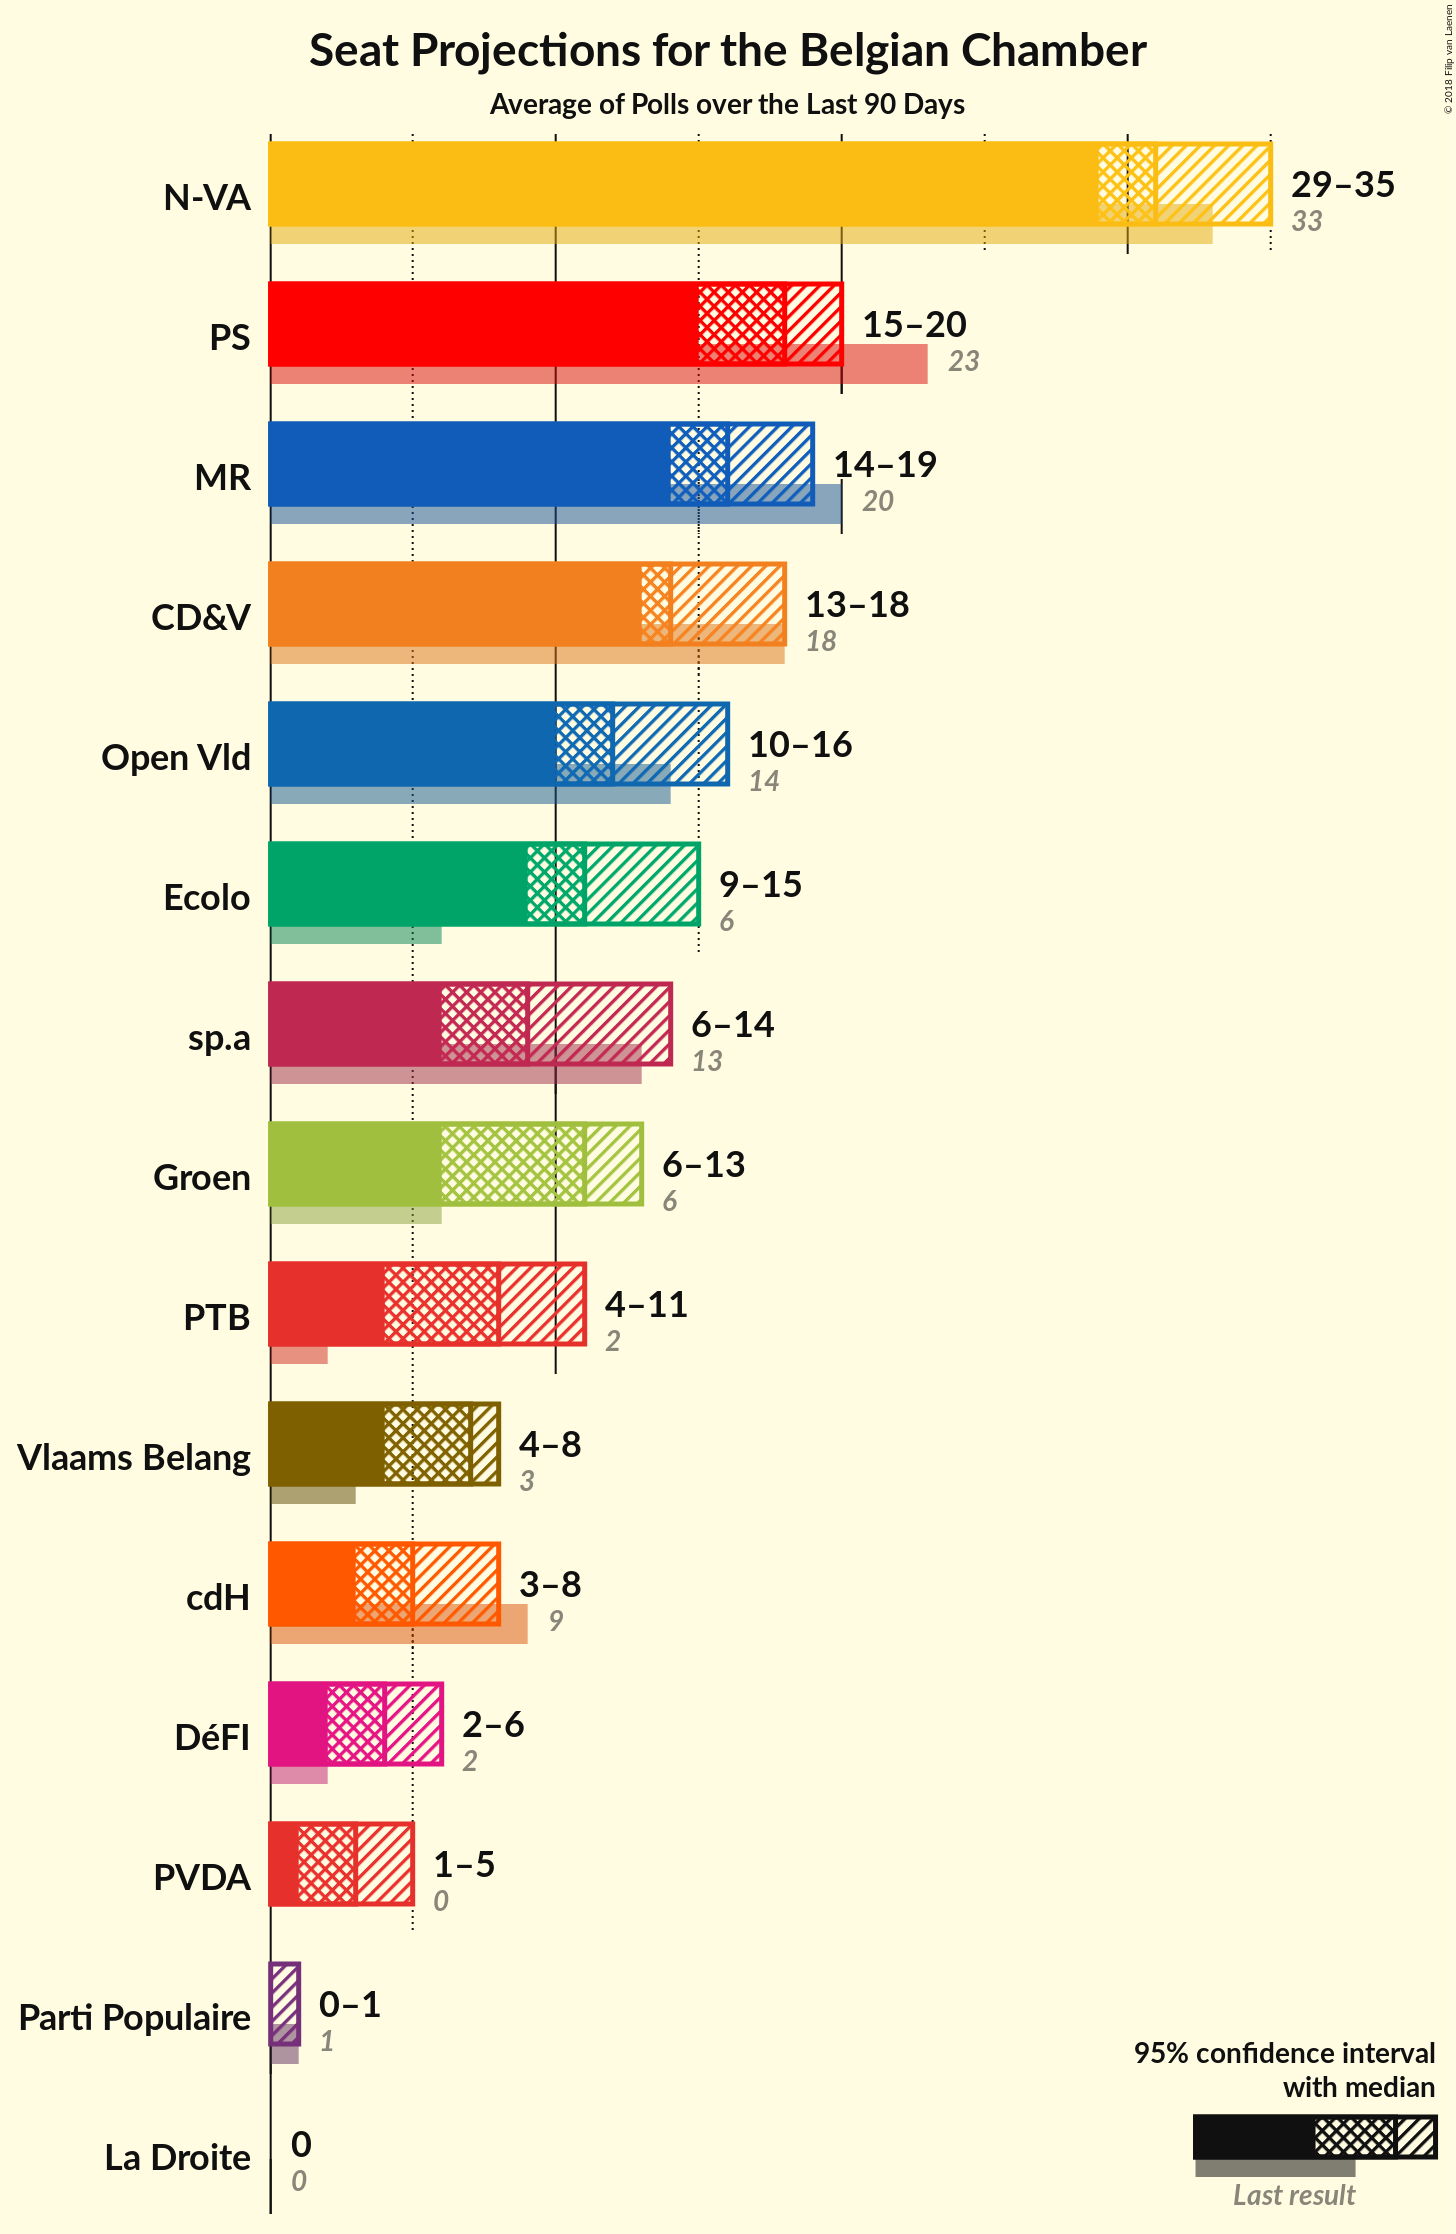 Seat Projections for the Belgian Chamber
Average of Polls over the Last 90 Days
© 2018 Filip van Laenen
N-VA
29–35
33
PS
15–20
23
MR
14–19
20
CD&V
13–18
18
Open Vld
10–16
14
Ecolo
9–15
6
sp.a
6–14
13
Groen
6–13
6
PTB
4–11
2
Vlaams Belang
4–8
3
cdH
3–8
9
DéFI
2–6
2
PVDA
1–5
0
Parti Populaire
0–1
1
La Droite
0
0
95% confidence interval
with median
Last result